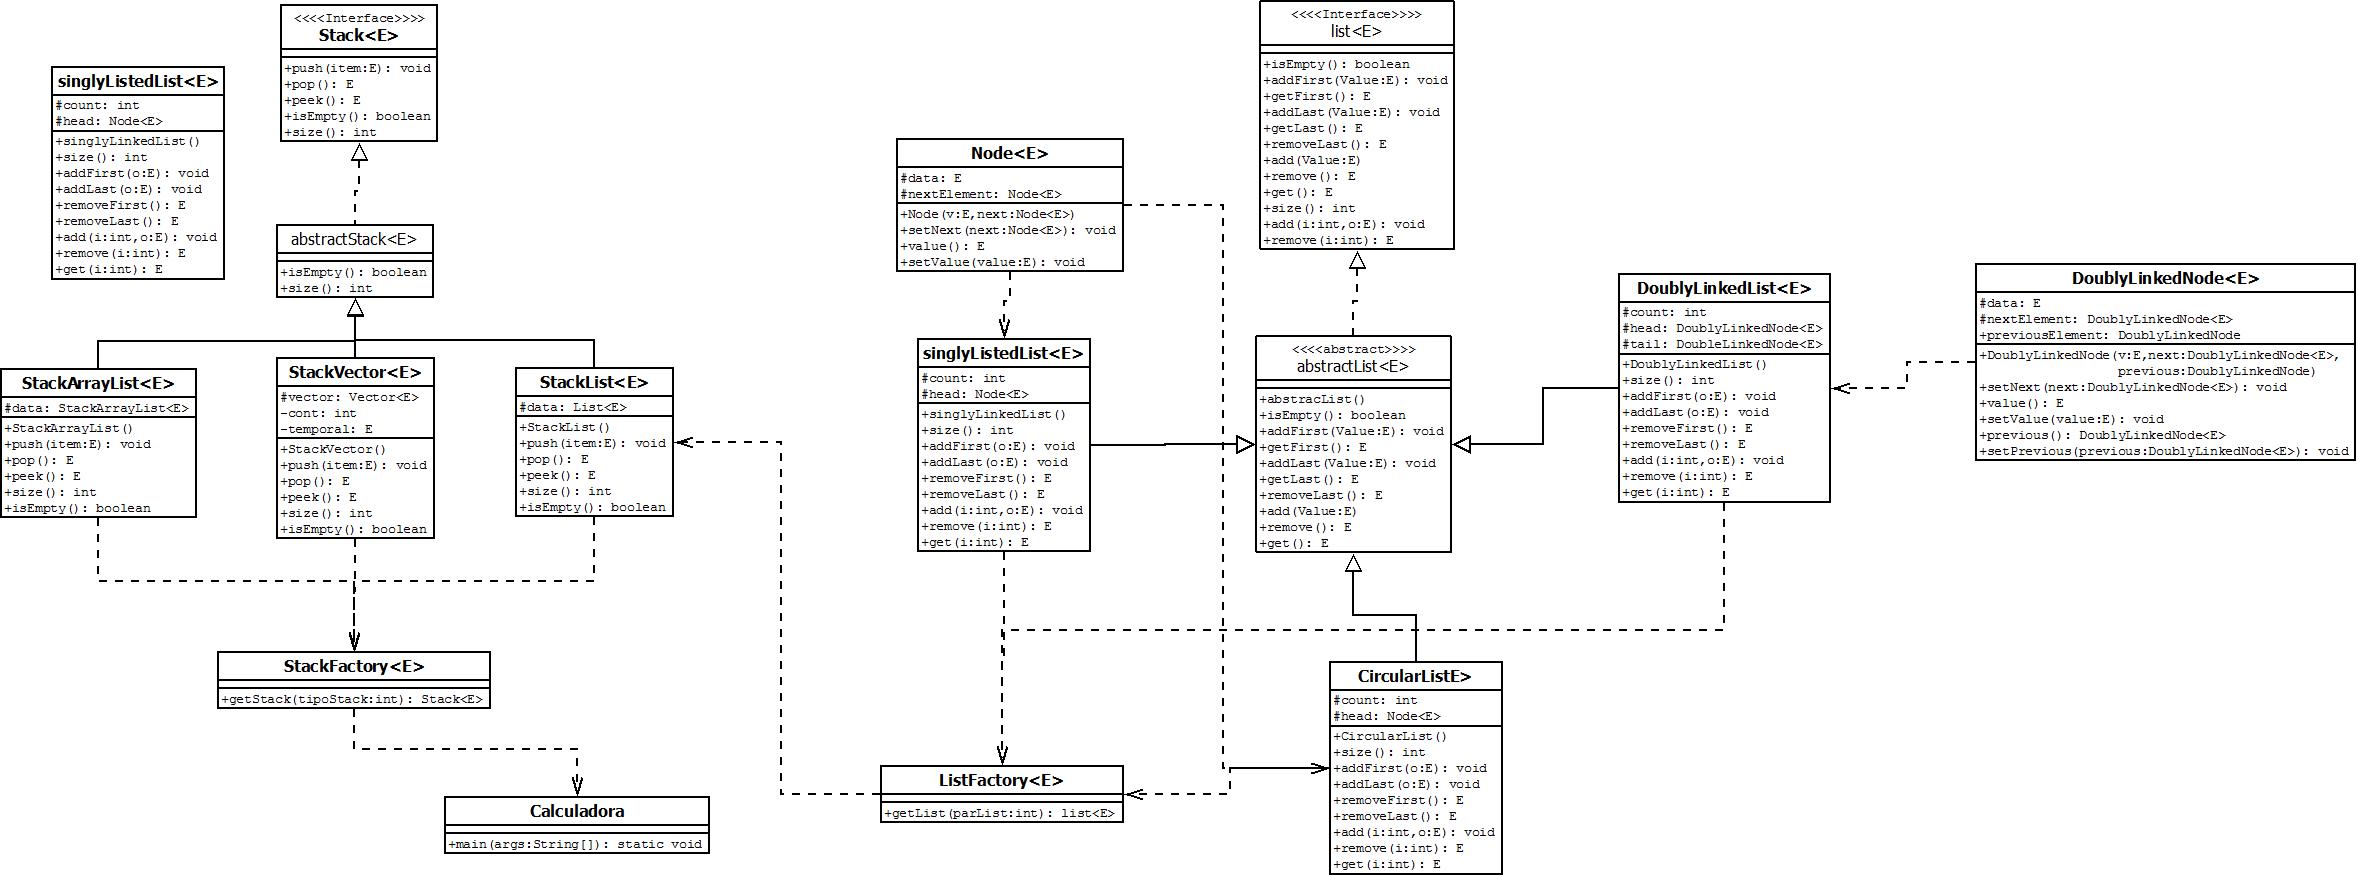 <<<<Interface>>>>
Stack<E>
+push(item:E): void
+pop(): E
+peek(): E
+isEmpty(): boolean
+size(): int
singlyListedList<E>
#count: int
#head: Node<E>
+singlyLinkedList()
+size(): int
+addFirst(o:E): void
+addLast(o:E): void
+removeFirst(): E
+removeLast(): E
+add(i:int,o:E): void
+remove(i:int): E
+get(i:int): E
abstractStack<E>
+isEmpty(): boolean
+size(): int
StackArrayList<E>
#data: StackArrayList<E>
+StackArrayList()
+push(item:E): void
+pop(): E
+peek(): E
+size(): int
+isEmpty(): boolean
StackVector<E>
#vector: Vector<E>
-cont: int
-temporal: E
+StackVector()
+push(item:E): void
+pop(): E
+peek(): E
+size(): int
+isEmpty(): boolean
StackList<E>
#data: List<E>
+StackList()
+push(item:E): void
+pop(): E
+peek(): E
+size(): int
+isEmpty(): boolean
StackFactory<E>
+getStack(tipoStack:int): Stack<E>
Calculadora
+main(args:String[]): static void
<<<<Interface>>>>
list<E>
+isEmpty(): boolean
+addFirst(Value:E): void
+getFirst(): E
+addLast(Value:E): void
+getLast(): E
+removeLast(): E
+add(Value:E)
+remove(): E
+get(): E
+size(): int
+add(i:int,o:E): void
+remove(i:int): E
Node<E>
#data: E
#nextElement: Node<E>
+Node(v:E,next:Node<E>)
+setNext(next:Node<E>): void
+value(): E
+setValue(value:E): void
singlyListedList<E>
#count: int
#head: Node<E>
+singlyLinkedList()
+size(): int
+addFirst(o:E): void
+addLast(o:E): void
+removeFirst(): E
+removeLast(): E
+add(i:int,o:E): void
+remove(i:int): E
+get(i:int): E
<<<<abstract>>>>
abstractList<E>
+abstracList()
+isEmpty(): boolean
+addFirst(Value:E): void
+getFirst(): E
+addLast(Value:E): void
+getLast(): E
+removeLast(): E
+add(Value:E)
+remove(): E
+get(): E
DoublyLinkedList<E>
#count: int
#head: DoublyLinkedNode<E>
#tail: DoubleLinkedNode<E>
+DoublyLinkedList()
+size(): int
+addFirst(o:E): void
+addLast(o:E): void
+removeFirst(): E
+removeLast(): E
+add(i:int,o:E): void
+remove(i:int): E
+get(i:int): E
DoublyLinkedNode<E>
#data: E
#nextElement: DoublyLinkedNode<E>
+previousElement: DoublyLinkedNode
+DoublyLinkedNode(v:E,next:DoublyLinkedNode<E>,
previous:DoublyLinkedNode)
+setNext(next:DoublyLinkedNode<E>): void
+value(): E
+setValue(value:E): void
+previous(): DoublyLinkedNode<E>
+setPrevious(previous:DoublyLinkedNode<E>): void
ListFactory<E>
+getList(parList:int): list<E>
CircularListE>
#count: int
#head: Node<E>
+CircularList()
+size(): int
+addFirst(o:E): void
+addLast(o:E): void
+removeFirst(): E
+removeLast(): E
+add(i:int,o:E): void
+remove(i:int): E
+get(i:int): E